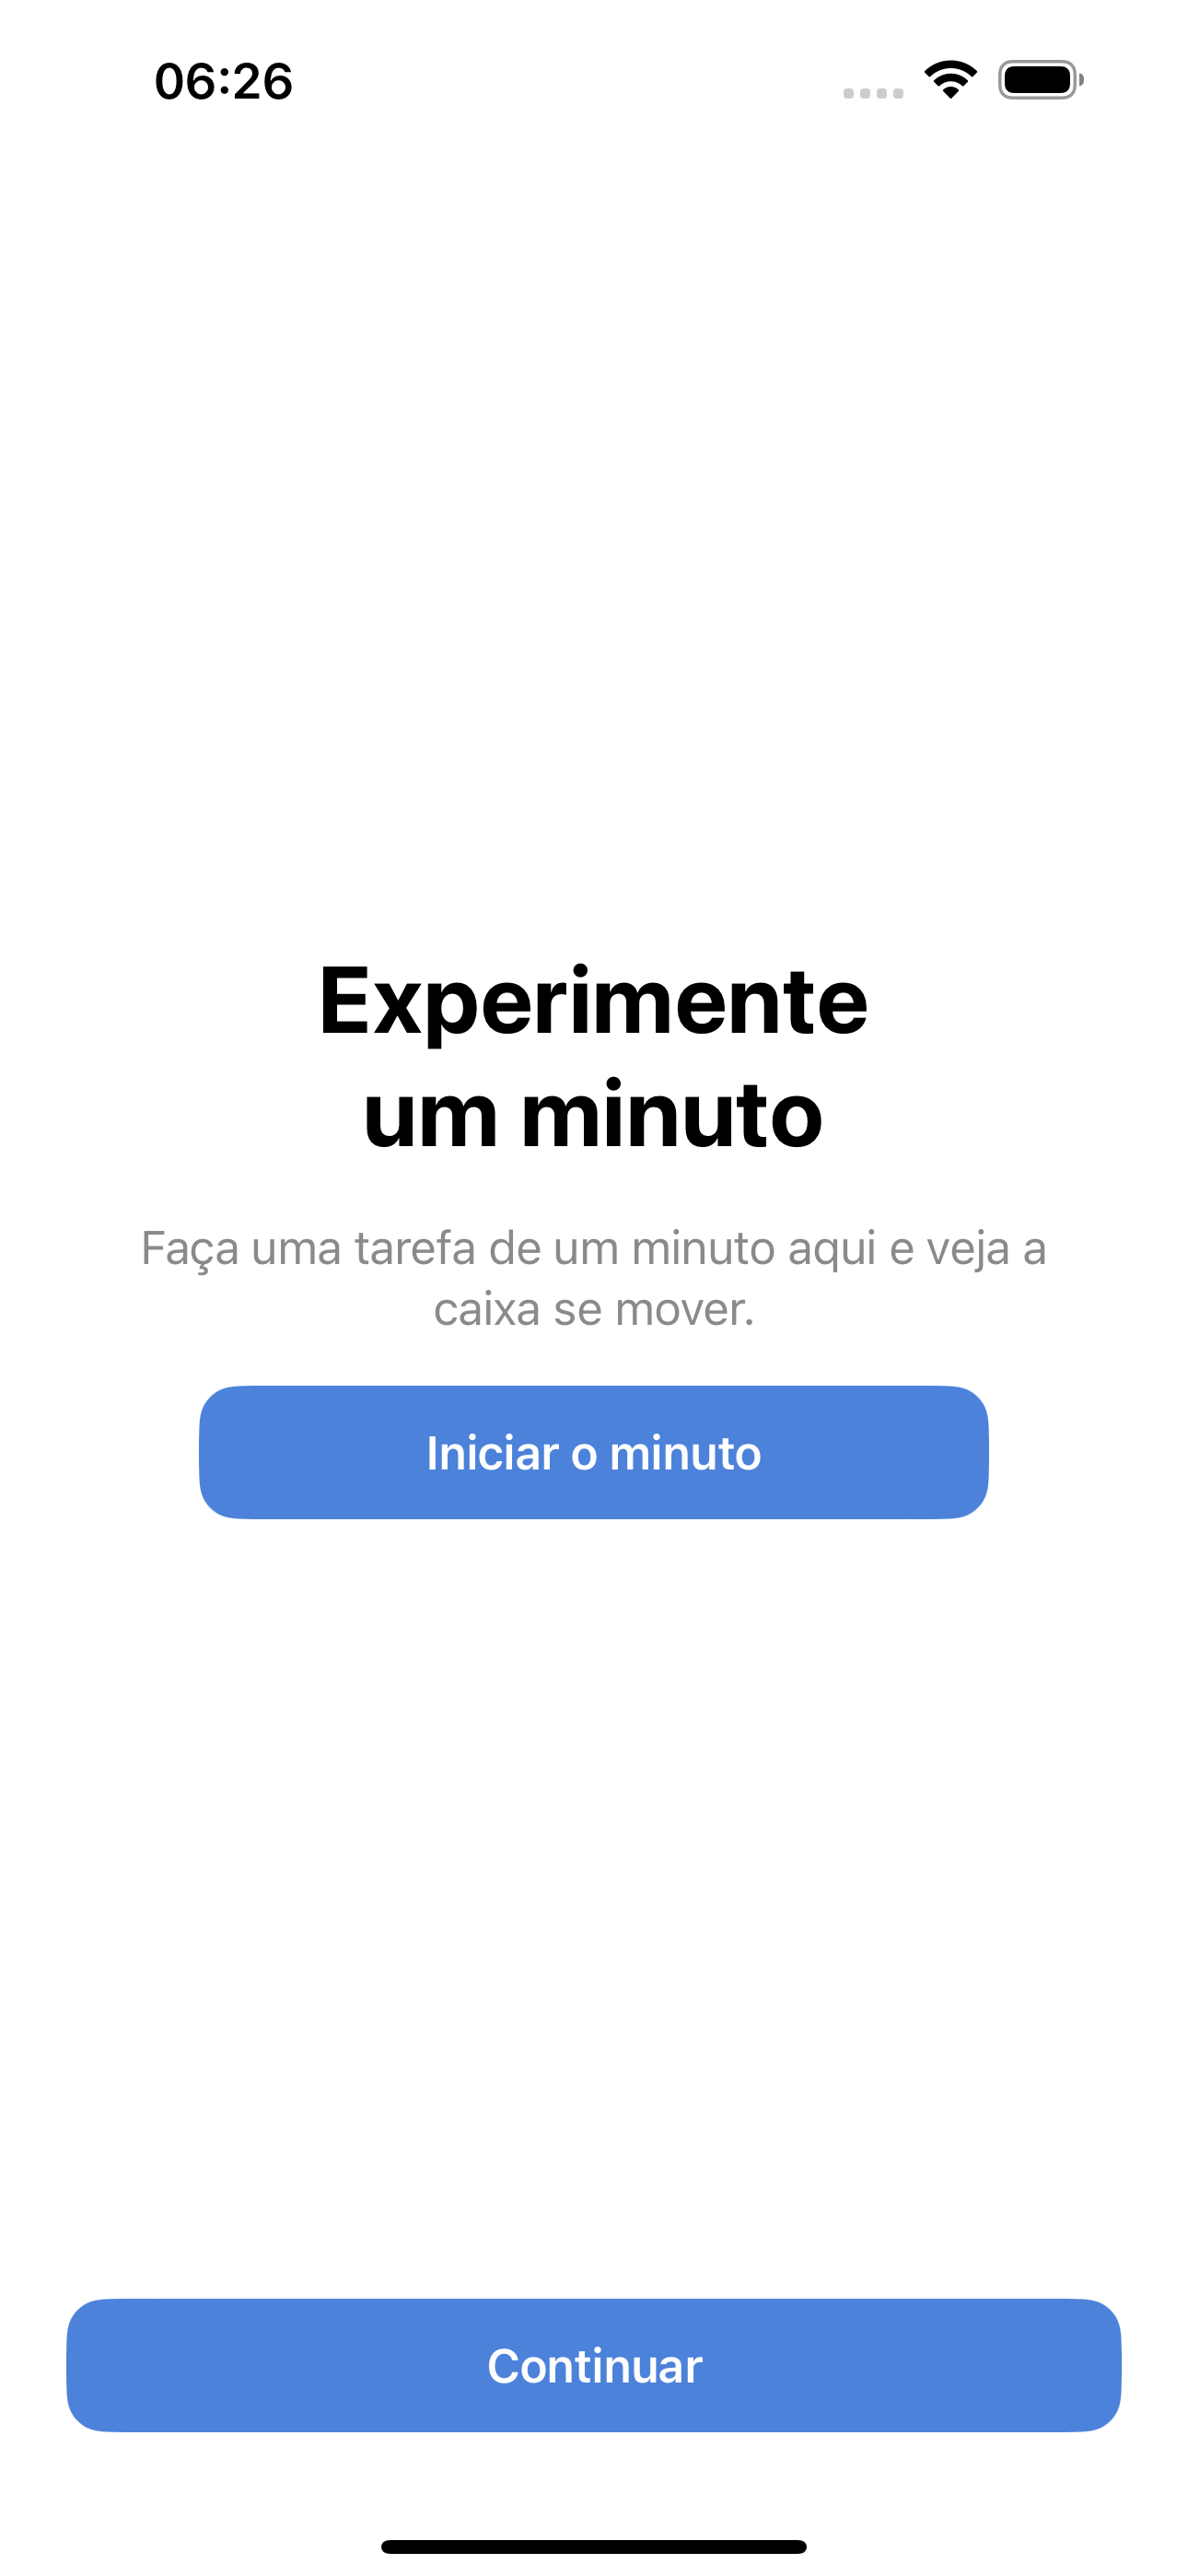 06:26
Experimente
um minuto
Faça uma tarefa de um minuto aqui e veja a
caixa se mover.
Iniciar o minuto
Continuar